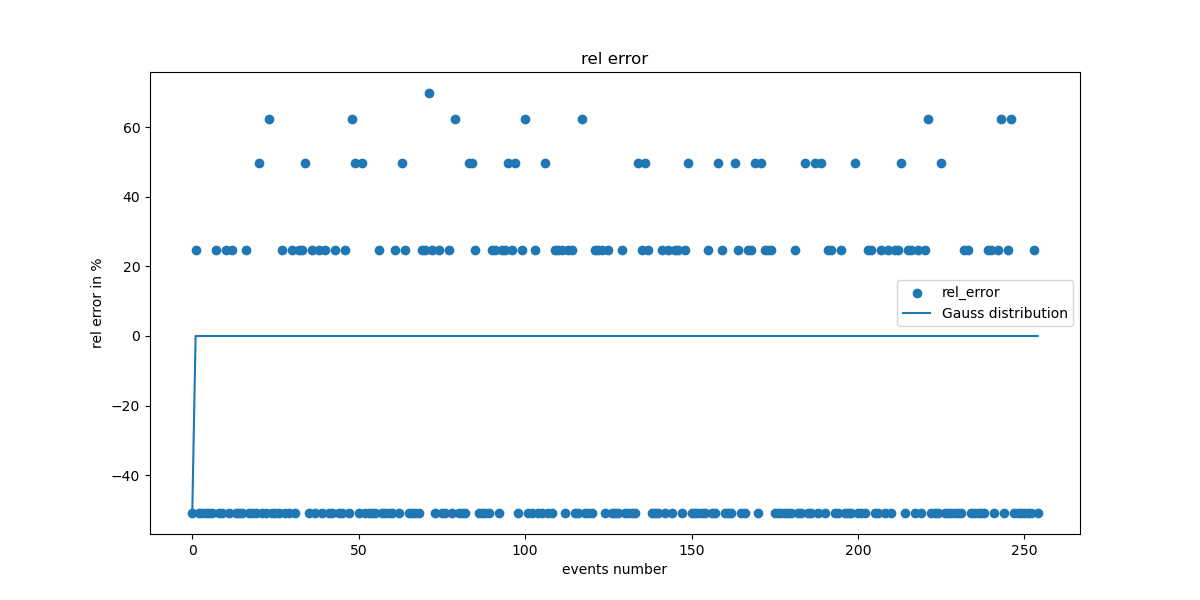 rel error
60
40
20
0
−20
−40
rel error in %
rel_error
Gauss distribution
0
50
100
150
200
250
events number